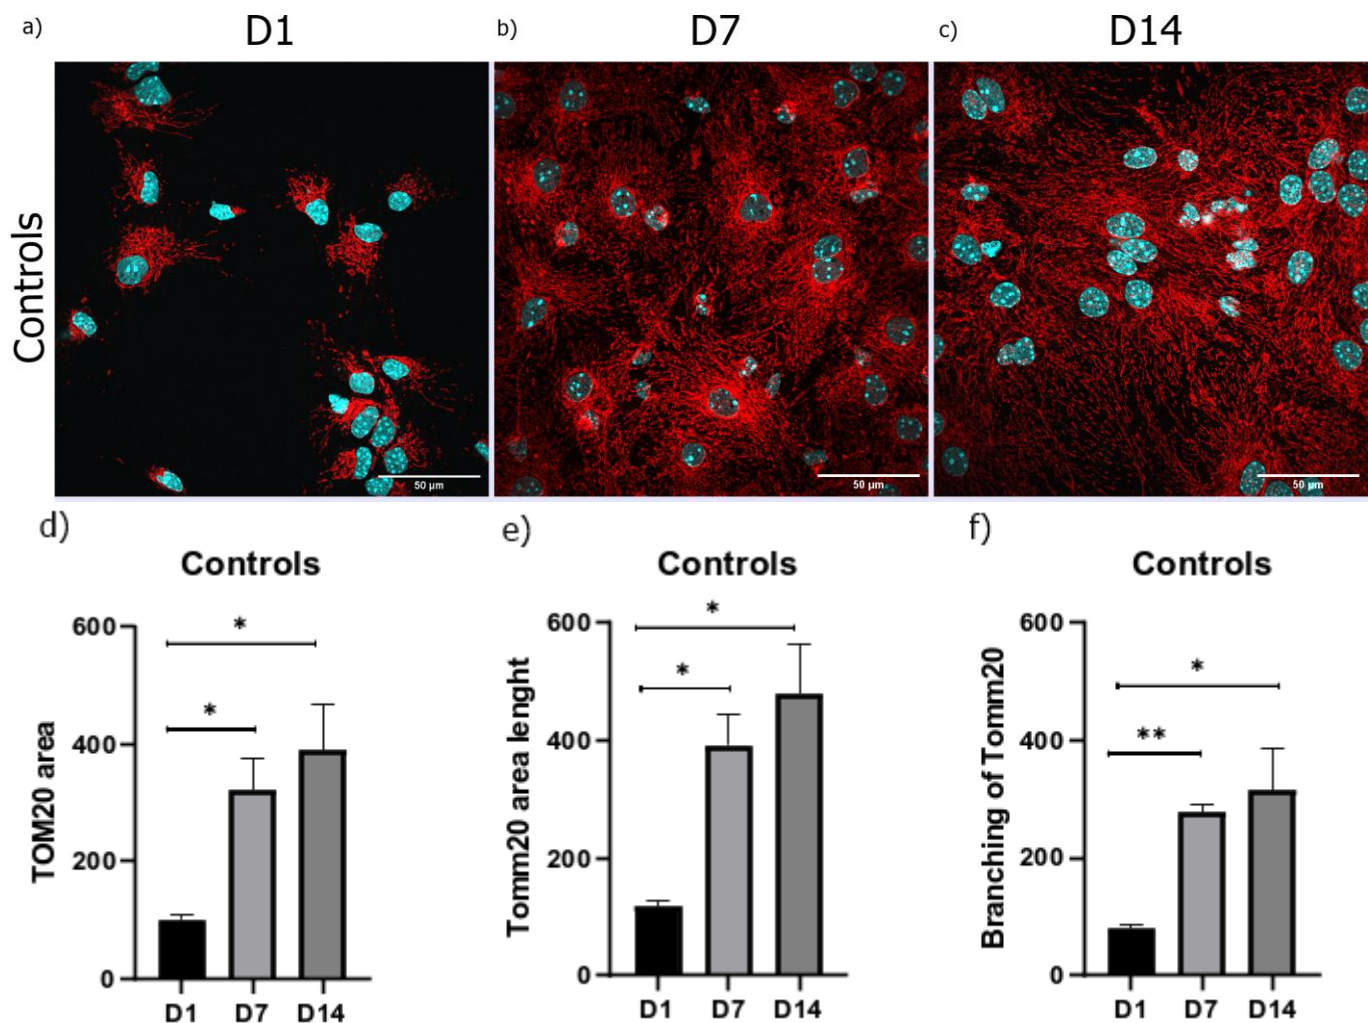 a)
D1
b)
D7
c)
D14
Controls
50 µm
50 µm
50 µm
d)
Controls
TOM20 area
600
400
200
0
*
*
D1
D7
D14
e)
Controls
Tomm20 area lenght
600
400
200
0
*
*
D1
D7
D14
f)
Controls
Branching of Tomm20
600
400
200
0
*
**
D1
D7
D14